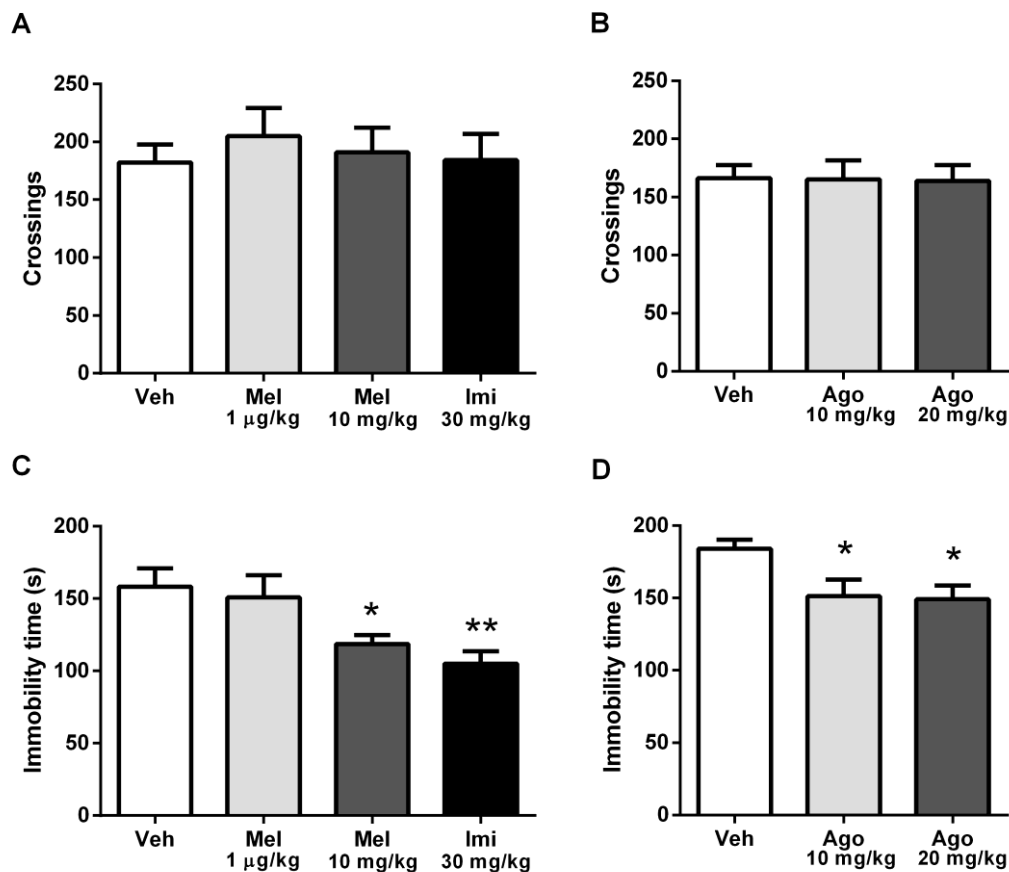 A
Crossings
250
200
150
100
50
0
Veh
Mel
1 µg/kg
Mel
10 mg/kg
Imi
30 mg/kg
B
Crossings
250
200
150
100
50
0
Veh
Ago
10 mg/kg
Ago
20 mg/kg
C
Immobility time (s)
200
150
100
50
0
*
**
Veh
Mel
1 µg/kg
Mel
10 mg/kg
Imi
30 mg/kg
D
Immobility time (s)
200
150
100
50
0
*
*
Veh
Ago
10 mg/kg
Ago
20 mg/kg